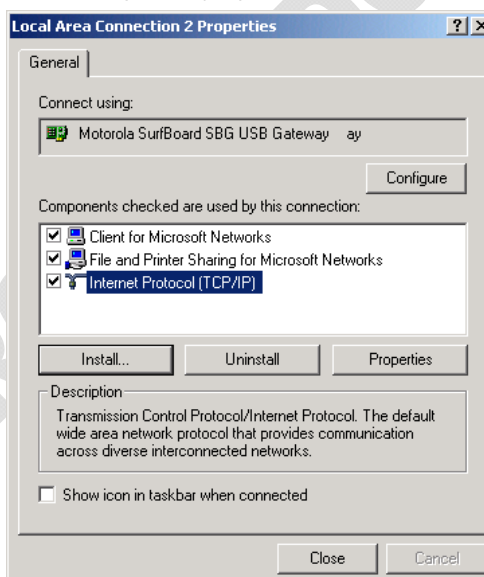 Local Area Connection 2 Properties
General
Connect using:
Motorola SurfBoard SBG USB Gateway ay
Configure
Components checked are used by this connection:
Client for Microsoft Networks
File and Printer Sharing for Microsoft Networks
Internet Protocol (TCP/IP)
Install... Uninstall Properties
Description
Transmission Control Protocol/Internet Protocol. The default
wide area network protocol that provides communication
across diverse interconnected networks.
Show icon in taskbar when connected
Close Cancel